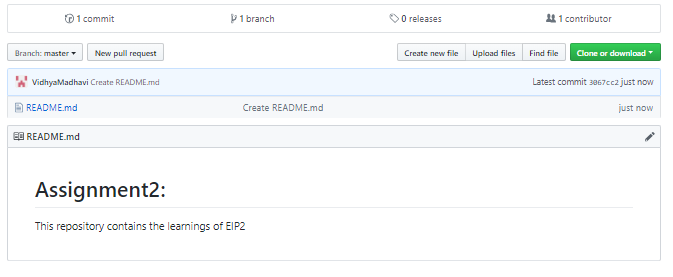 1 commit 1 branch 0 releases 1 contributor
Branch: master New pull request Create new file Upload files Find file Clone or download
VidhyaMadhavi Create README.md Latest commit 3067cc2 just now
README.md Create README.md just now
README.md
Assignment2:
This repository contains the learnings of EIP2